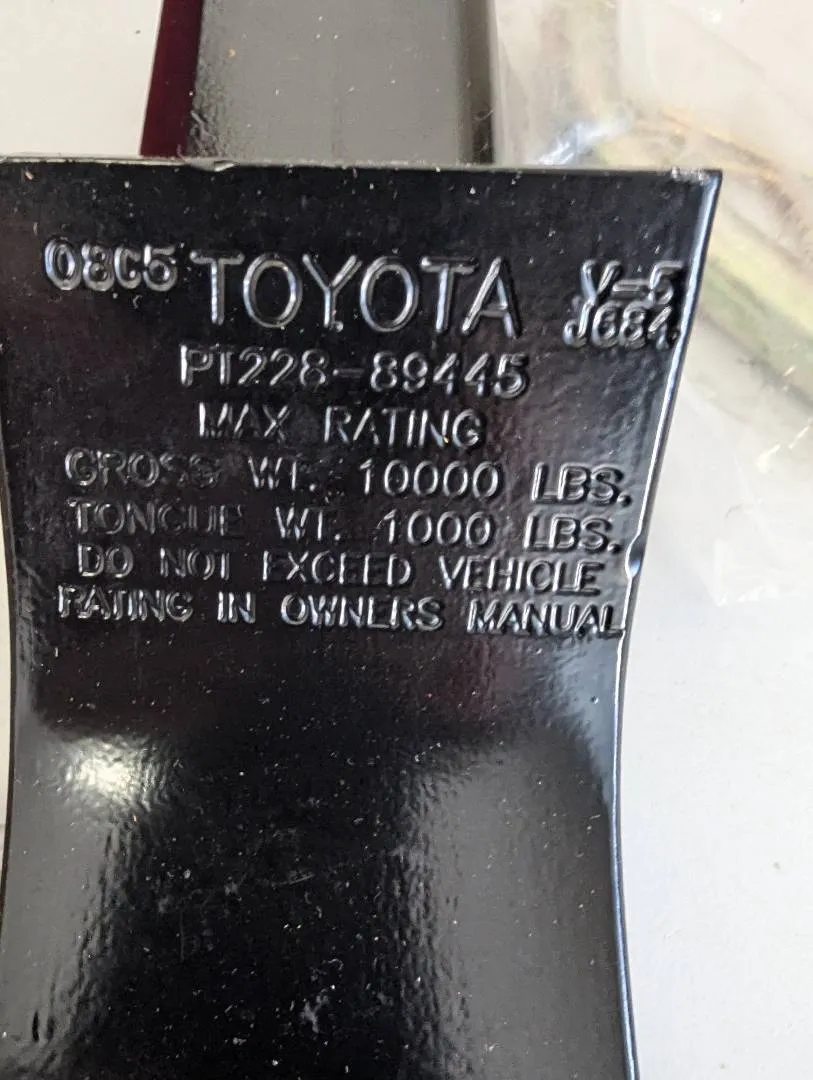 08C5 TOYOTA V-5
J684
PT228-89445
MAX RATING
GROSS WT. 10000 LBS.
TONGUE WT. 1000 LBS.
DO NOT EXCEED VEHICLE
RATING IN OWNERS MANUAL